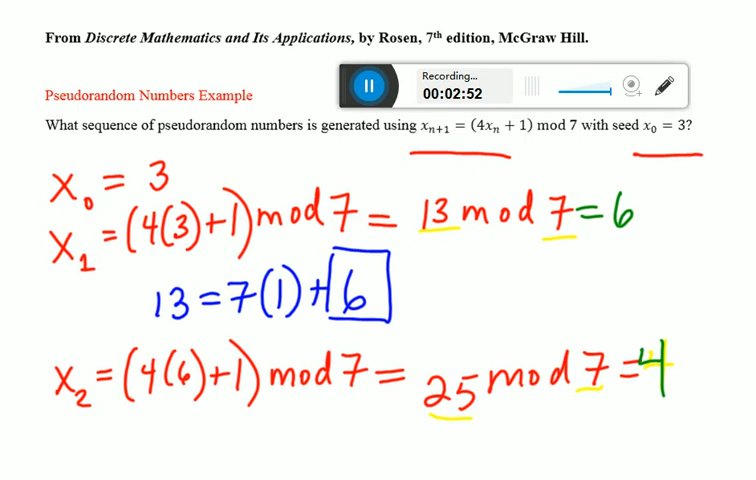 From Discrete Mathematics and Its Applications, by Rosen, 7th edition, McGraw Hill.
Recording...
00:02:52
Pseudorandom Numbers Example
What sequence of pseudorandom numbers is generated using xₙ₊₁ = (4xₙ + 1) mod 7 with seed x₀ = 3?
x₀ = 3
x₁ = (4(3)+1) mod 7 = 13 mod 7 = 6
13 = 7(1) + 6
x₂ = (4(6)+1) mod 7 = 25 mod 7 = 4